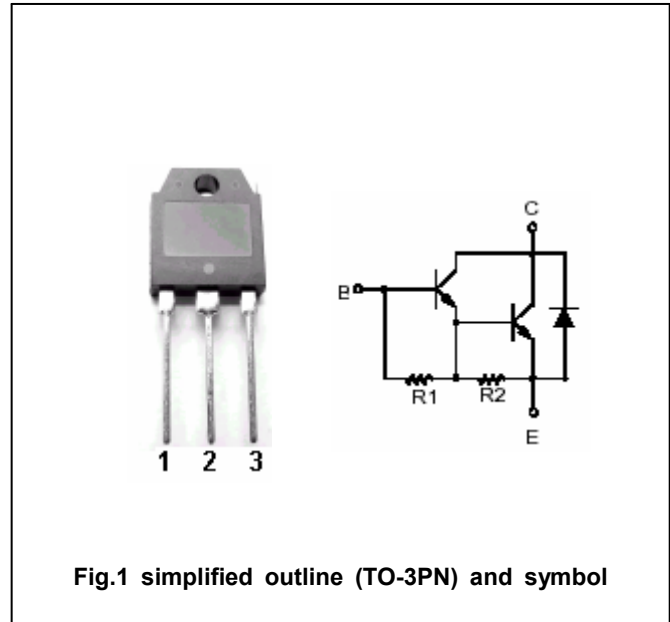 C
B
R1 R2
E
1 2 3
Fig.1 simplified outline (TO-3PN) and symbol